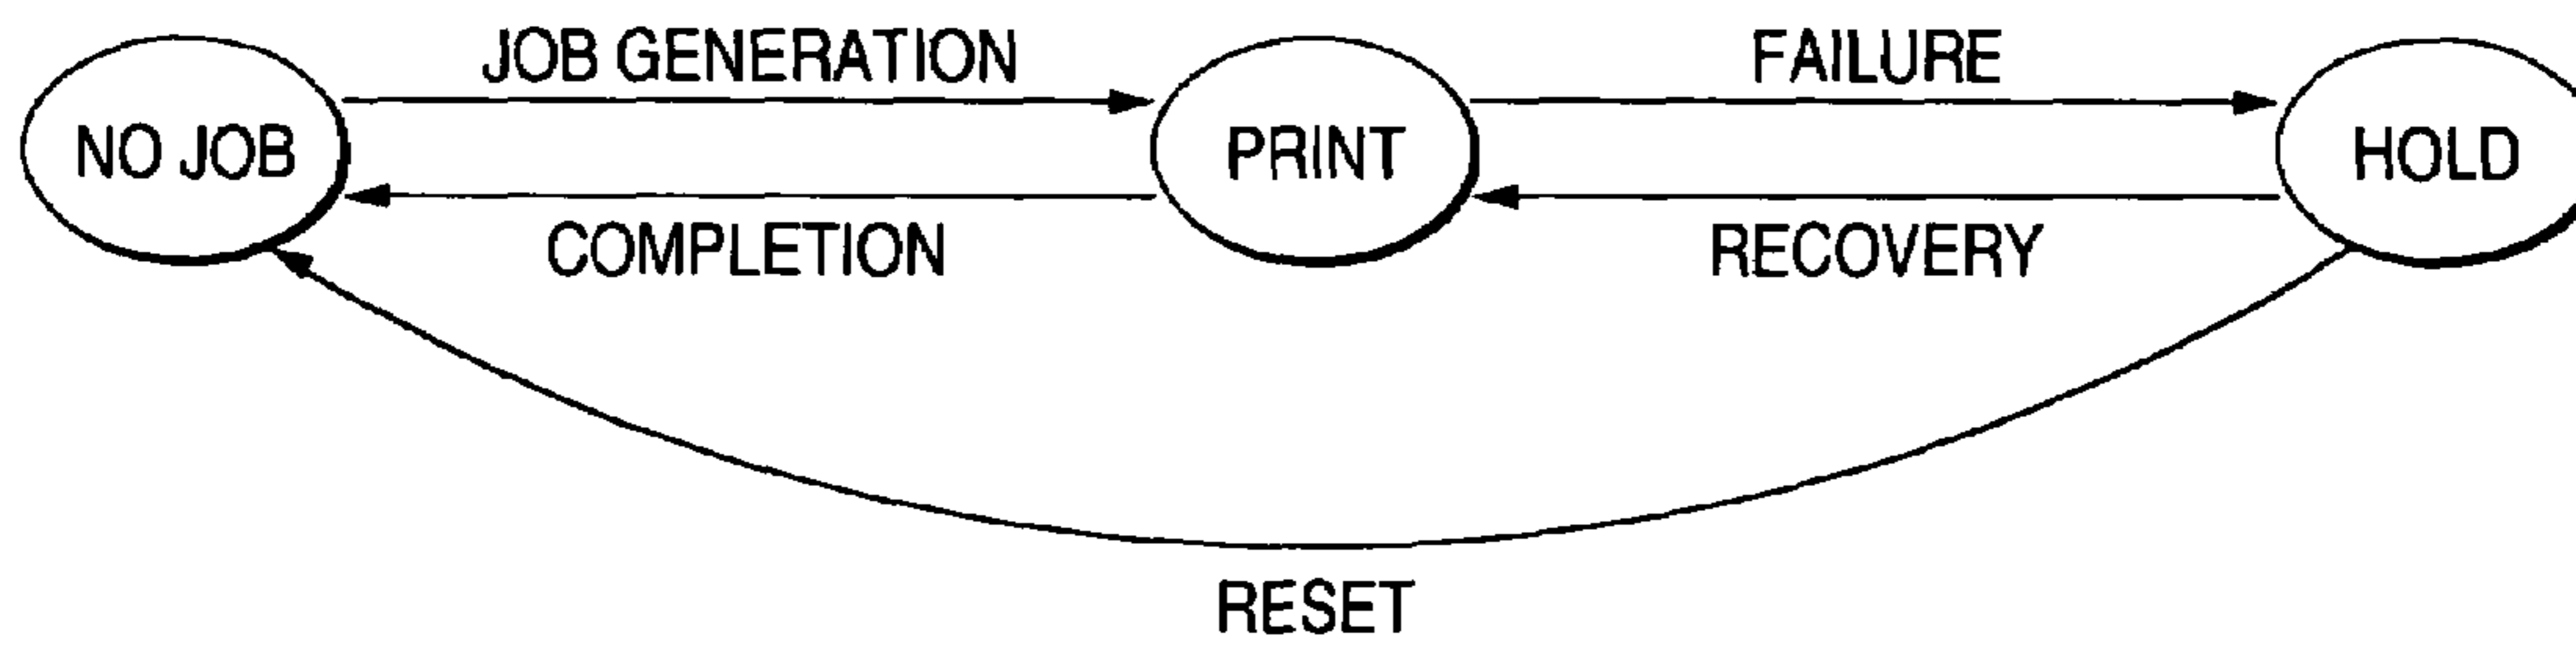 JOB GENERATION
FAILURE
NO JOB
PRINT
HOLD
COMPLETION
RECOVERY
RESET